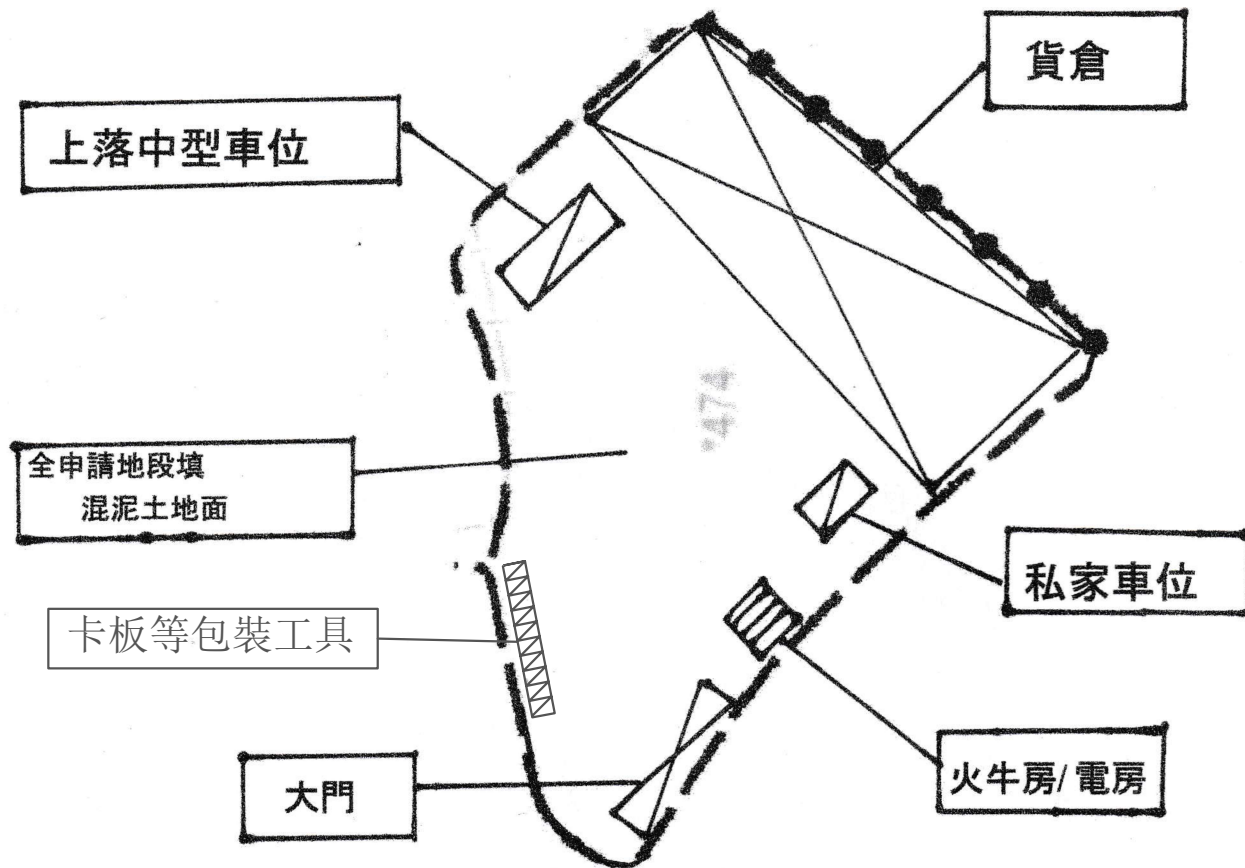 貨倉
上落中型車位
474
全申請地段填
混泥土地面
私家車位
卡板等包裝工具
火牛房/電房
大門